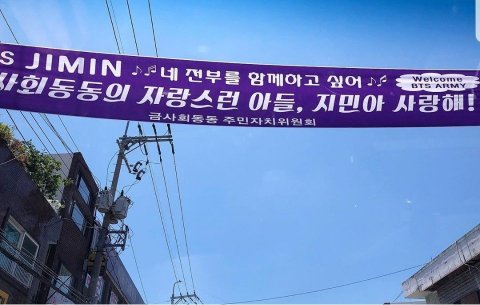 JIMIN ♪♫네 전부를 함께하고 싶어♪♫ Welcome BTS ARMY
사회동동의 자랑스런 아들, 지민아 사랑해!
금사회동동 주민자치위원회